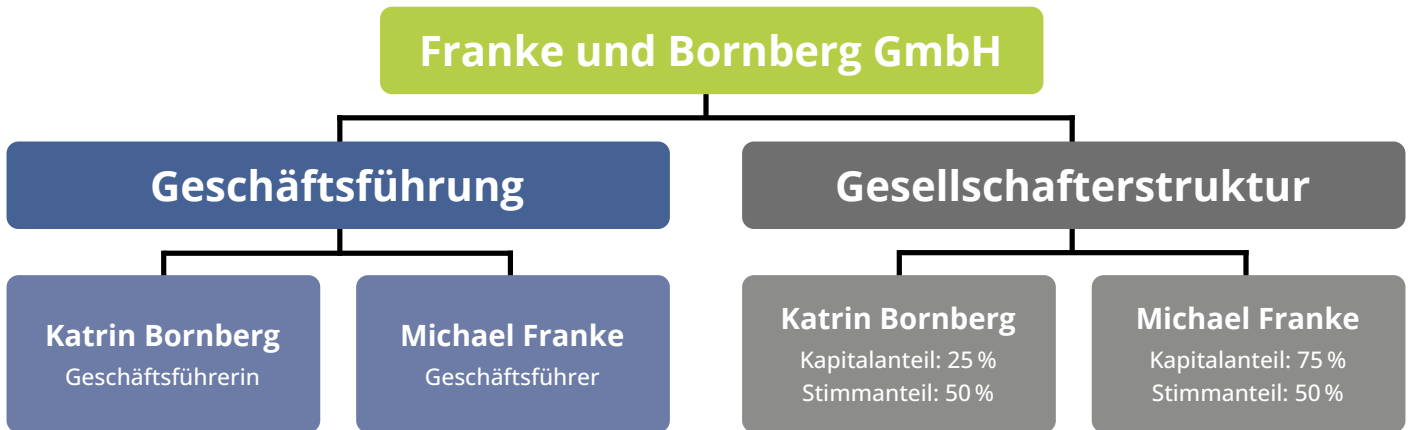 Franke und Bornberg GmbH
Geschäftsführung
Gesellschafterstruktur
Katrin Bornberg
Geschäftsführerin
Michael Franke
Geschäftsführer
Katrin Bornberg
Kapitalanteil: 25 %
Stimmanteil: 50 %
Michael Franke
Kapitalanteil: 75 %
Stimmanteil: 50 %